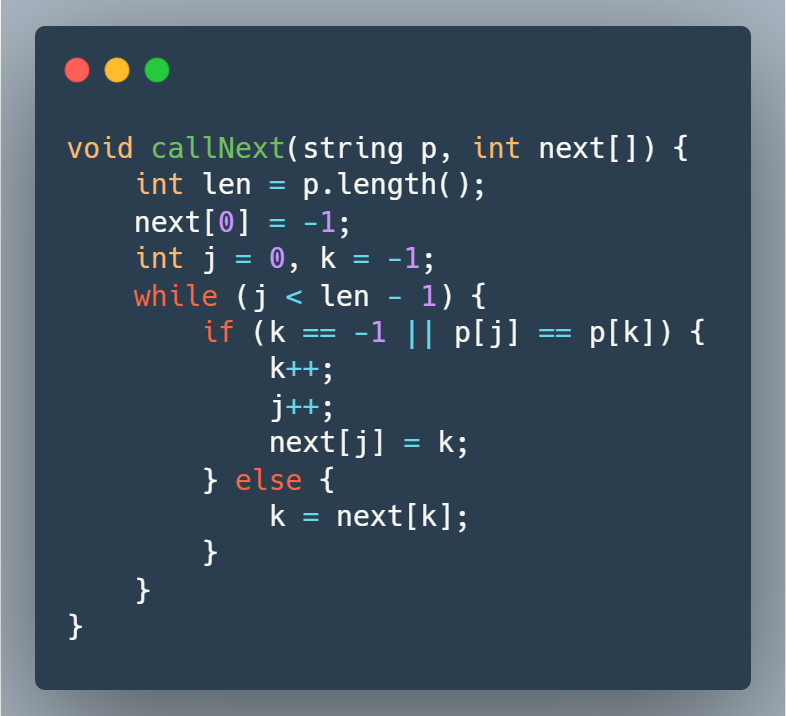 void callNext(string p, int next[]) {
    int len = p.length();
    next[0] = -1;
    int j = 0, k = -1;
    while (j < len - 1) {
        if (k == -1 || p[j] == p[k]) {
            k++;
            j++;
            next[j] = k;
        } else {
            k = next[k];
        }
    }
}